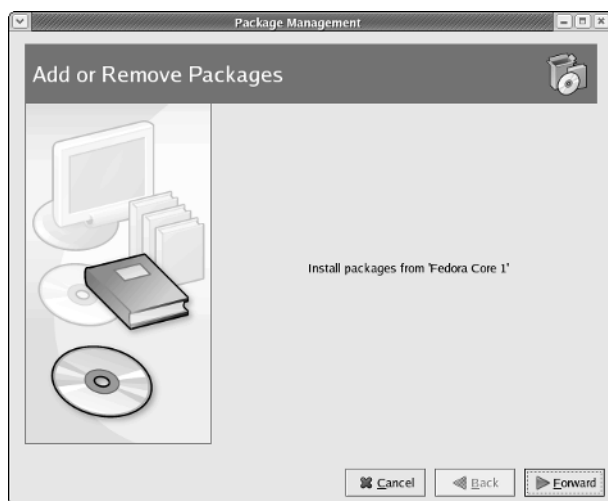 Package Management
Add or Remove Packages
Install packages from 'Fedora Core 1'
Cancel
Back
Forward